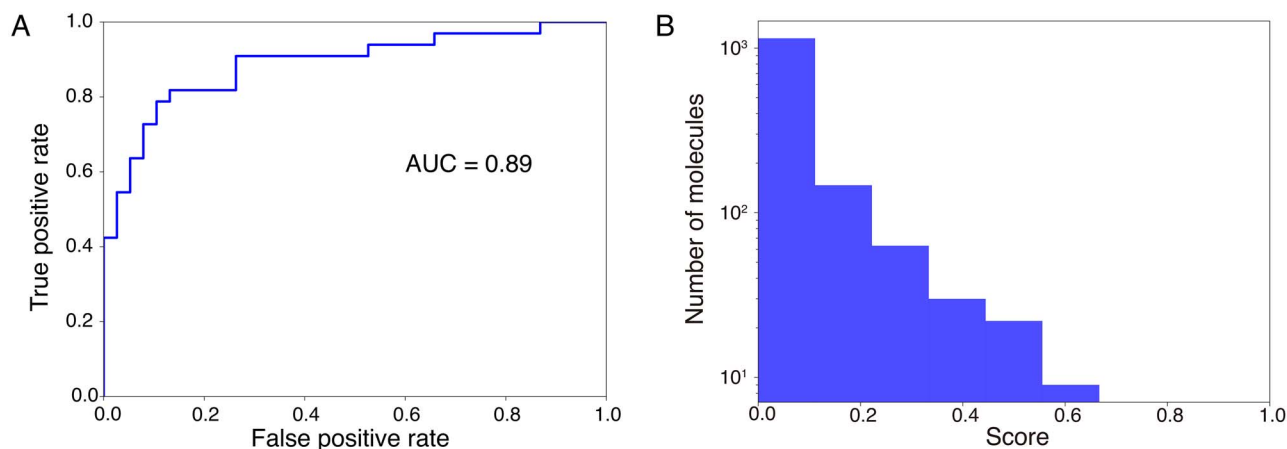 A
True positive rate
1.0
0.8
0.6
0.4
0.2
0.0
AUC = 0.89
0.0 0.2 0.4 0.6 0.8 1.0
False positive rate
B
Number of molecules
10³
10²
10¹
0.0 0.2 0.4 0.6 0.8 1.0
Score